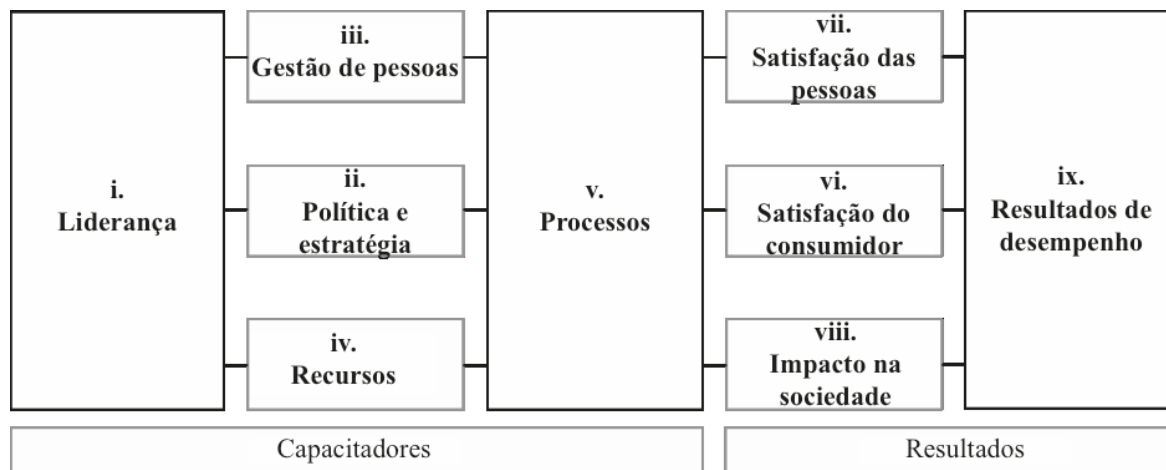 i.
Liderança
iii.
Gestão de pessoas
ii.
Política e
estratégia
iv.
Recursos
v.
Processos
vii.
Satisfação das
pessoas
vi.
Satisfação do
consumidor
viii.
Impacto na
sociedade
ix.
Resultados de
desempenho
Capacitadores
Resultados